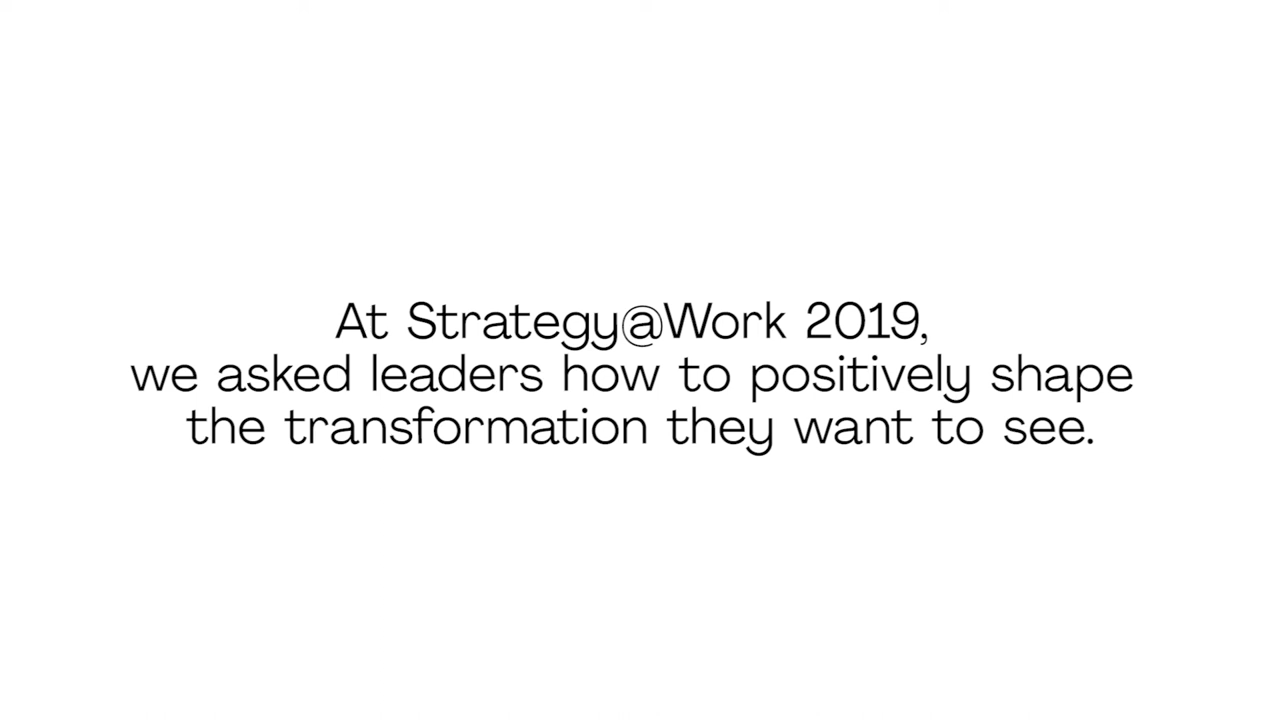 At Strategy@Work 2019,
we asked leaders how to positively shape
the transformation they want to see.